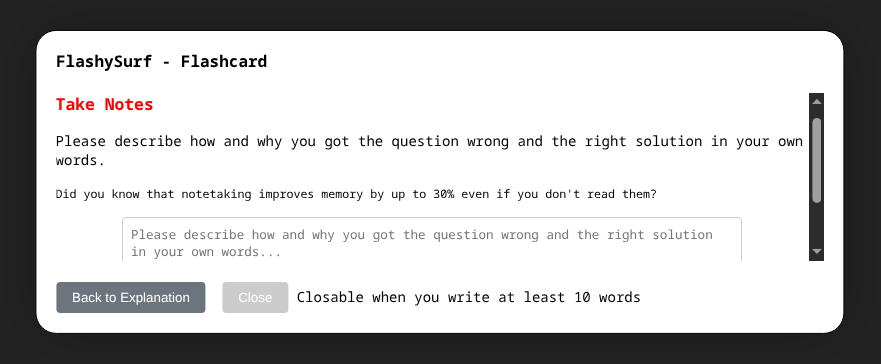 FlashySurf - Flashcard
Take Notes
Please describe how and why you got the question wrong and the right solution in your own
words.
Did you know that notetaking improves memory by up to 30% even if you don't read them?
Please describe how and why you got the question wrong and the right solution
in your own words...
Back to Explanation
Close
Closable when you write at least 10 words